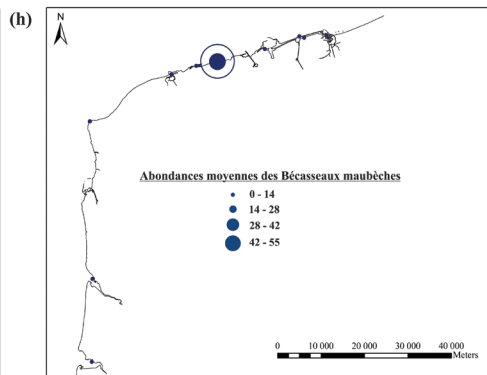 (h)
N
Abondances moyennes des Bécasseaux maubèches
0 - 14
14 - 28
28 - 42
42 - 55
0 10 000 20 000 30 000 40 000
Meters